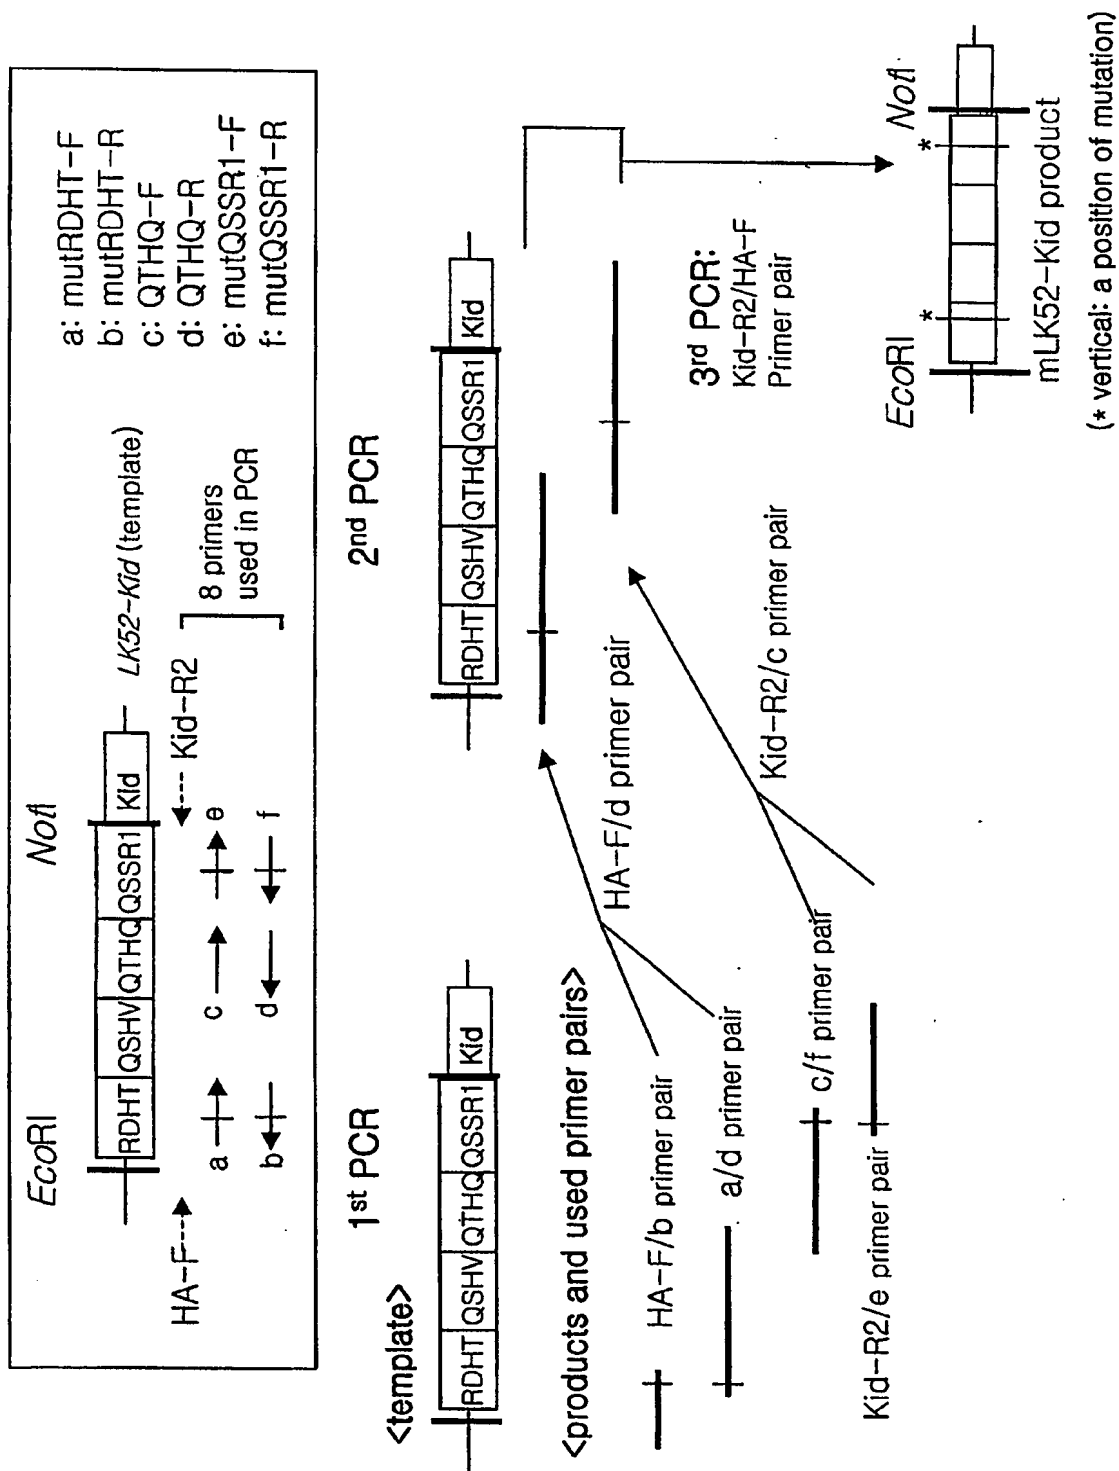 EcoRI
NotI
RDHT QSHV QTHQ QSSR1 Kid
LK52-Kid (template)
HA-F
Kid-R2
a
c
e
b
d
f
8 primers
used in PCR
a: mutRDHT-F
b: mutRDHT-R
c: QTHQ-F
d: QTHQ-R
e: mutQSSR1-F
f: mutQSSR1-R
1st PCR
<template>
RDHT QSHV QTHQ QSSR1 Kid
<products and used primer pairs>
HA-F/b primer pair
a/d primer pair
c/f primer pair
Kid-R2/e primer pair
HA-F/d primer pair
Kid-R2/c primer pair
2nd PCR
RDHT QSHV QTHQ QSSR1 Kid
3rd PCR:
Kid-R2/HA-F
Primer pair
EcoRI
NotI
*
*
mLK52-Kid product
(* vertical: a position of mutation)